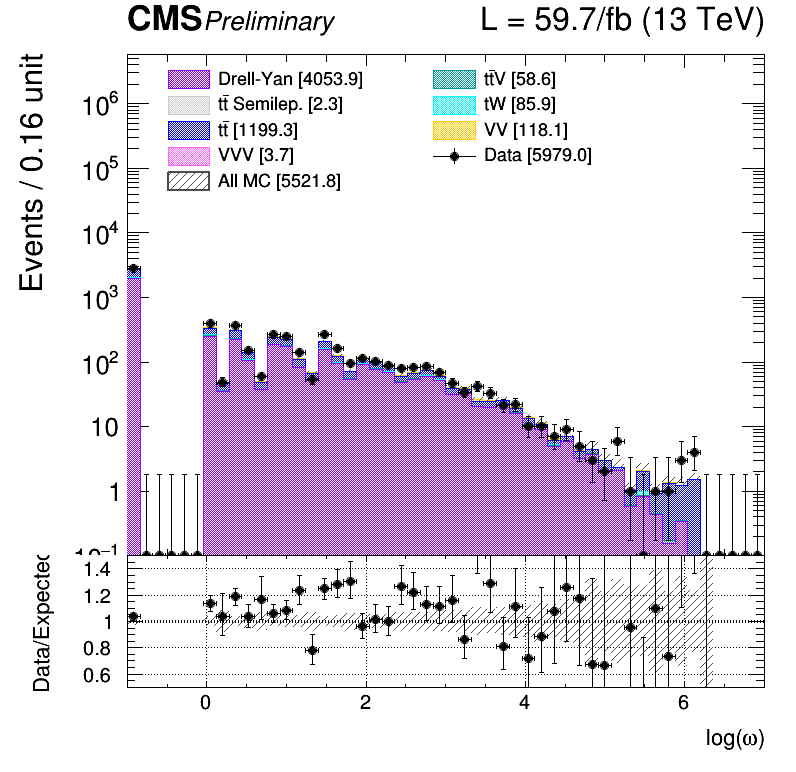 CMS Preliminary L = 59.7/fb (13 TeV)
Events / 0.16 unit
Drell-Yan [4053.9]
tt̄ Semilep. [2.3]
tt̄ [1199.3]
VVV [3.7]
All MC [5521.8]
tt̄V [58.6]
tW [85.9]
VV [118.1]
Data [5979.0]
10⁶
10⁵
10⁴
10³
10²
10
1
10⁻¹
Data/Expected
1.4
1.2
1
0.8
0.6
0 2 4 6
log(ω)